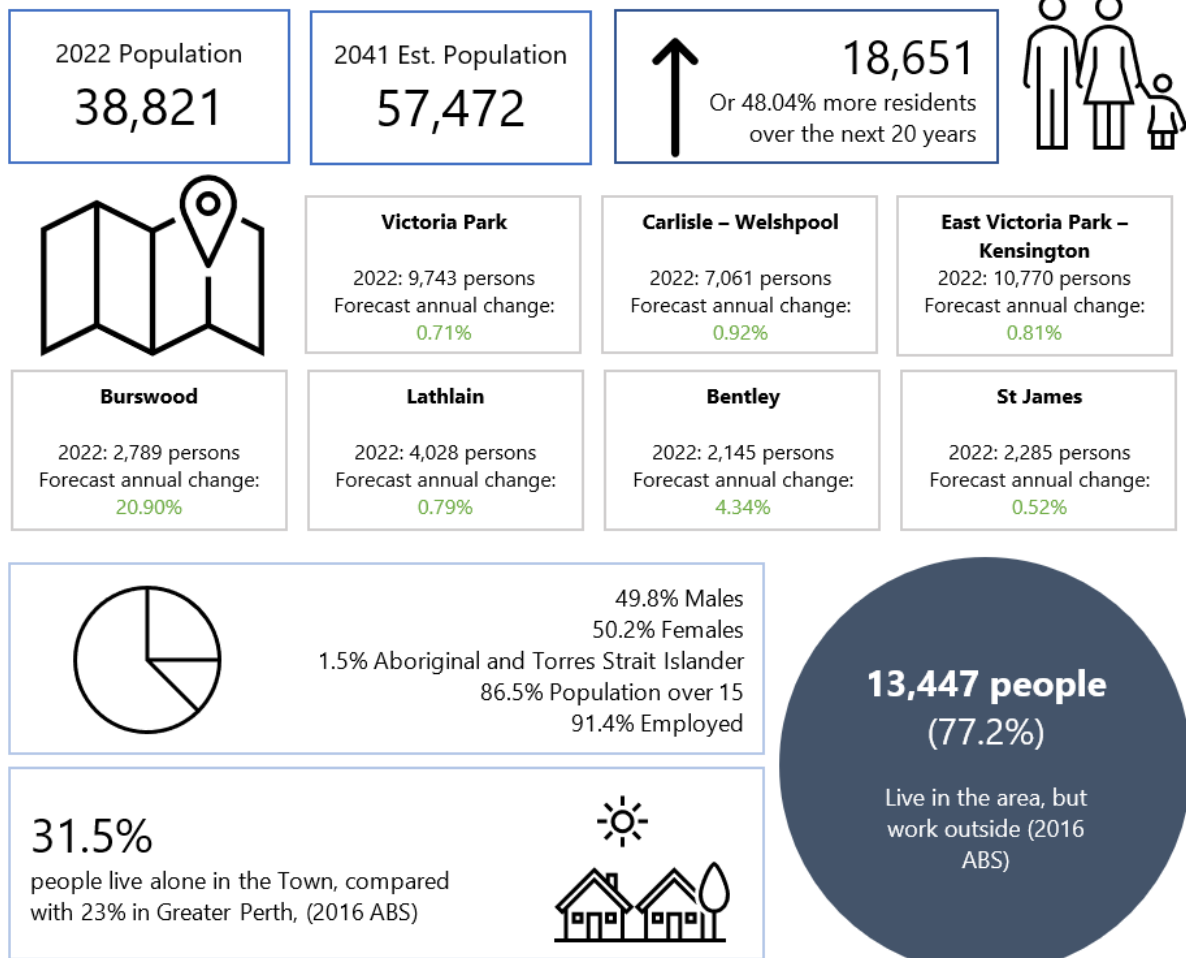 2022 Population
38,821
2041 Est. Population
57,472
18,651
Or 48.04% more residents
over the next 20 years
Victoria Park
2022: 9,743 persons
Forecast annual change:
0.71%
Carlisle – Welshpool
2022: 7,061 persons
Forecast annual change:
0.92%
East Victoria Park –
Kensington
2022: 10,770 persons
Forecast annual change:
0.81%
Burswood
2022: 2,789 persons
Forecast annual change:
20.90%
Lathlain
2022: 4,028 persons
Forecast annual change:
0.79%
Bentley
2022: 2,145 persons
Forecast annual change:
4.34%
St James
2022: 2,285 persons
Forecast annual change:
0.52%
49.8% Males
50.2% Females
1.5% Aboriginal and Torres Strait Islander
86.5% Population over 15
91.4% Employed
13,447 people
(77.2%)
Live in the area, but
work outside (2016
ABS)
31.5%
people live alone in the Town, compared
with 23% in Greater Perth, (2016 ABS)